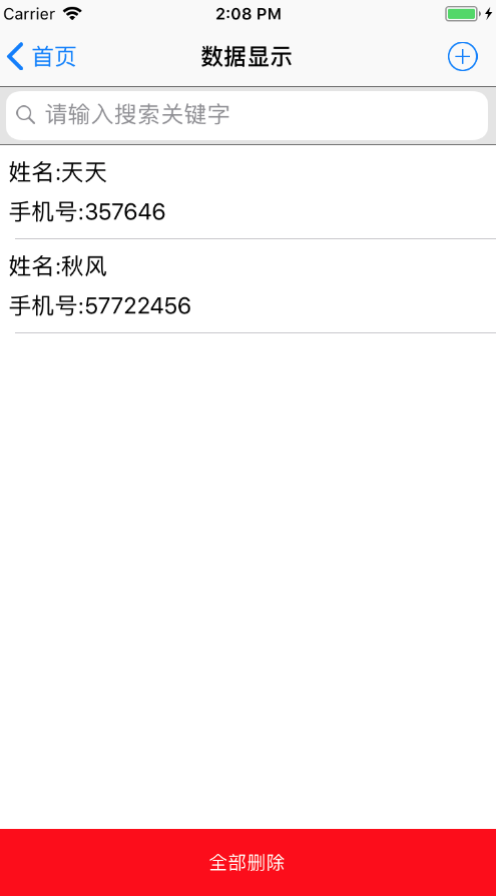 Carrier 2:08 PM
首页 数据显示
请输入搜索关键字
姓名:天天
手机号:357646
姓名:秋风
手机号:57722456
全部删除